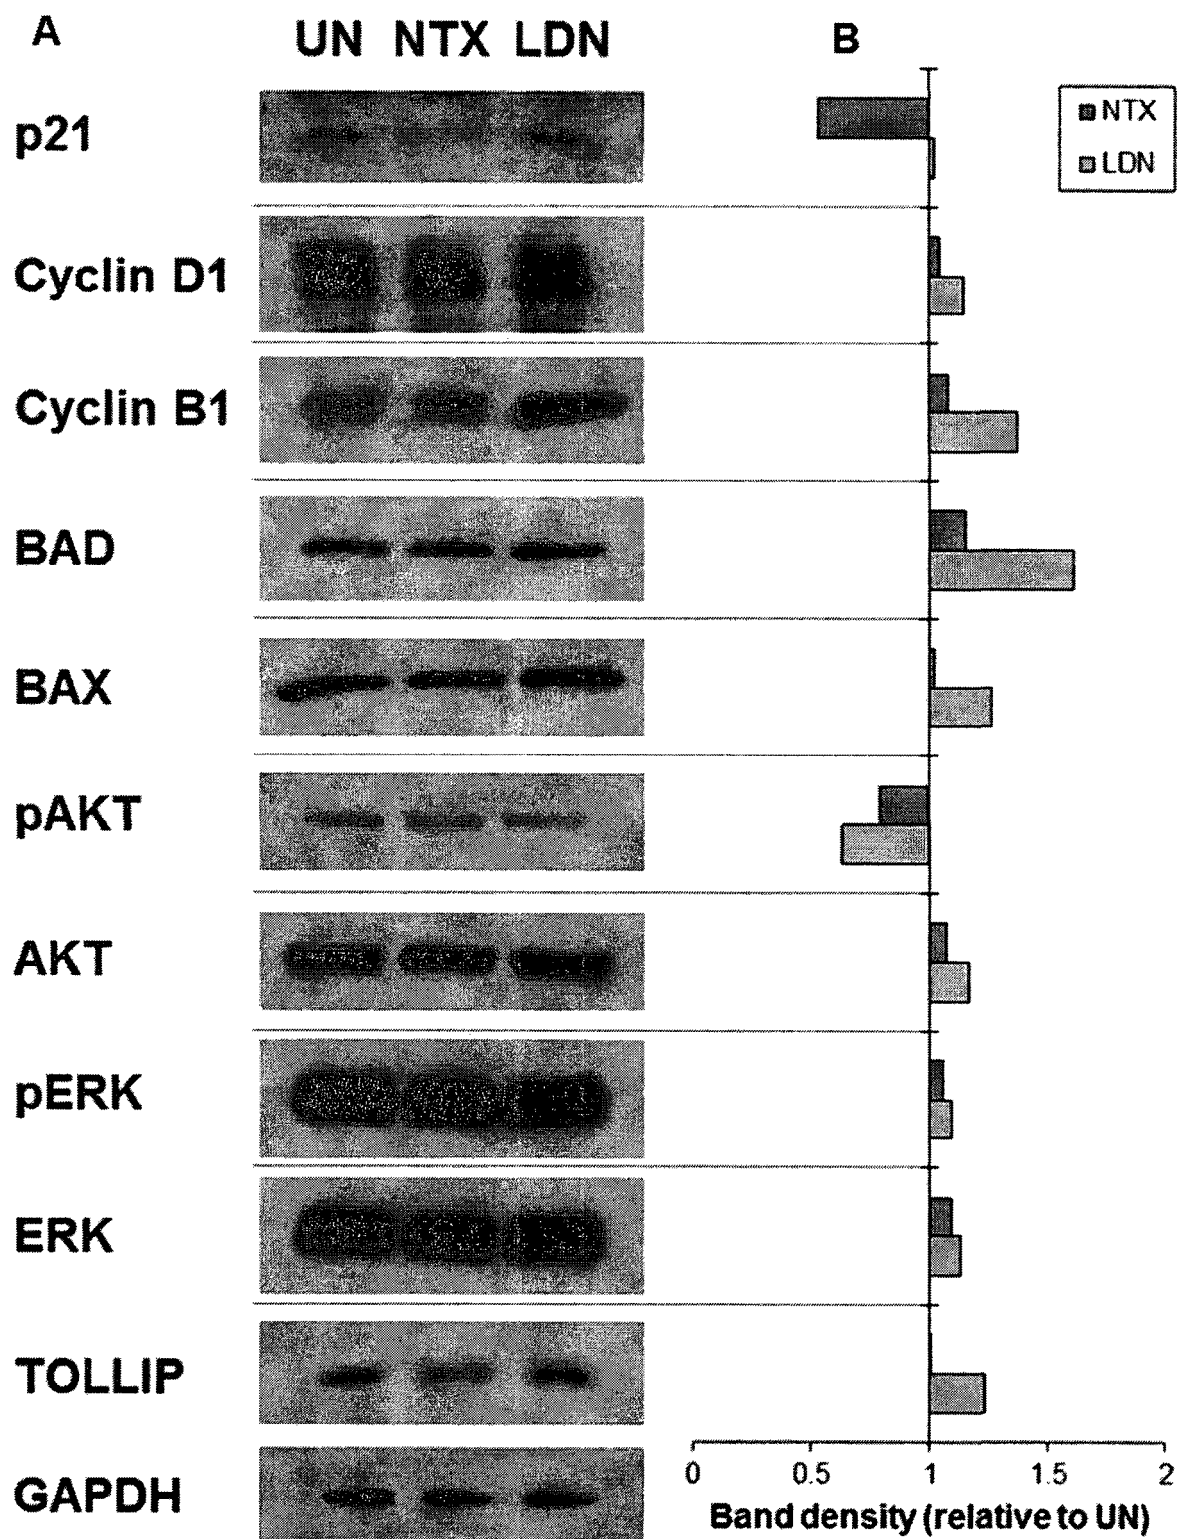 A
UN NTX LDN
B
NTX
LDN
p21
Cyclin D1
Cyclin B1
BAD
BAX
pAKT
AKT
pERK
ERK
TOLLIP
GAPDH
0 0.5 1 1.5 2
Band density (relative to UN)